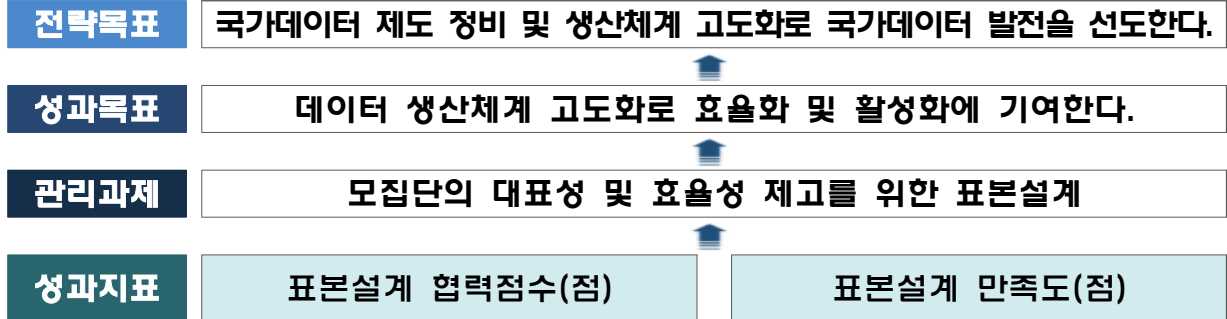 전략목표 국가데이터 제도 정비 및 생산체계 고도화로 국가데이터 발전을 선도한다.
성과목표 데이터 생산체계 고도화로 효율화 및 활성화에 기여한다.
관리과제 모집단의 대표성 및 효율성 제고를 위한 표본설계
성과지표 표본설계 협력점수(점) 표본설계 만족도(점)